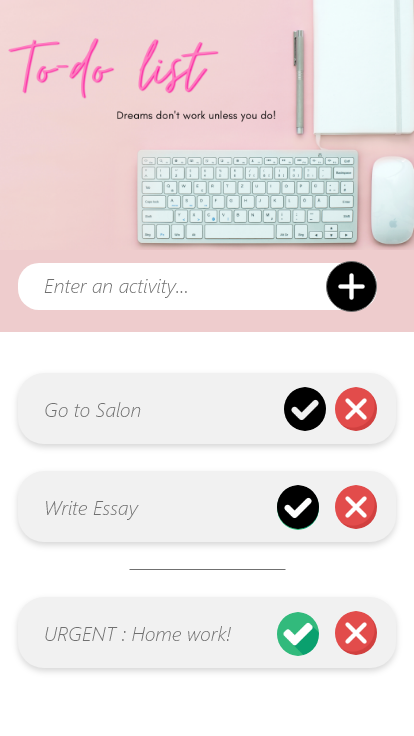 To-do list
Dreams don't work unless you do!
Enter an activity...
Go to Salon
Write Essay
URGENT : Home work!